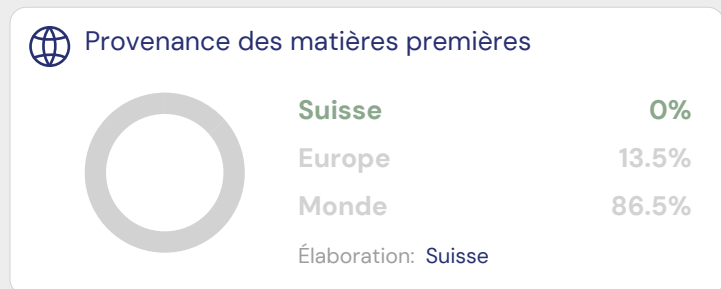 Provenance des matières premières
Suisse 0%
Europe 13.5%
Monde 86.5%
Élaboration: Suisse